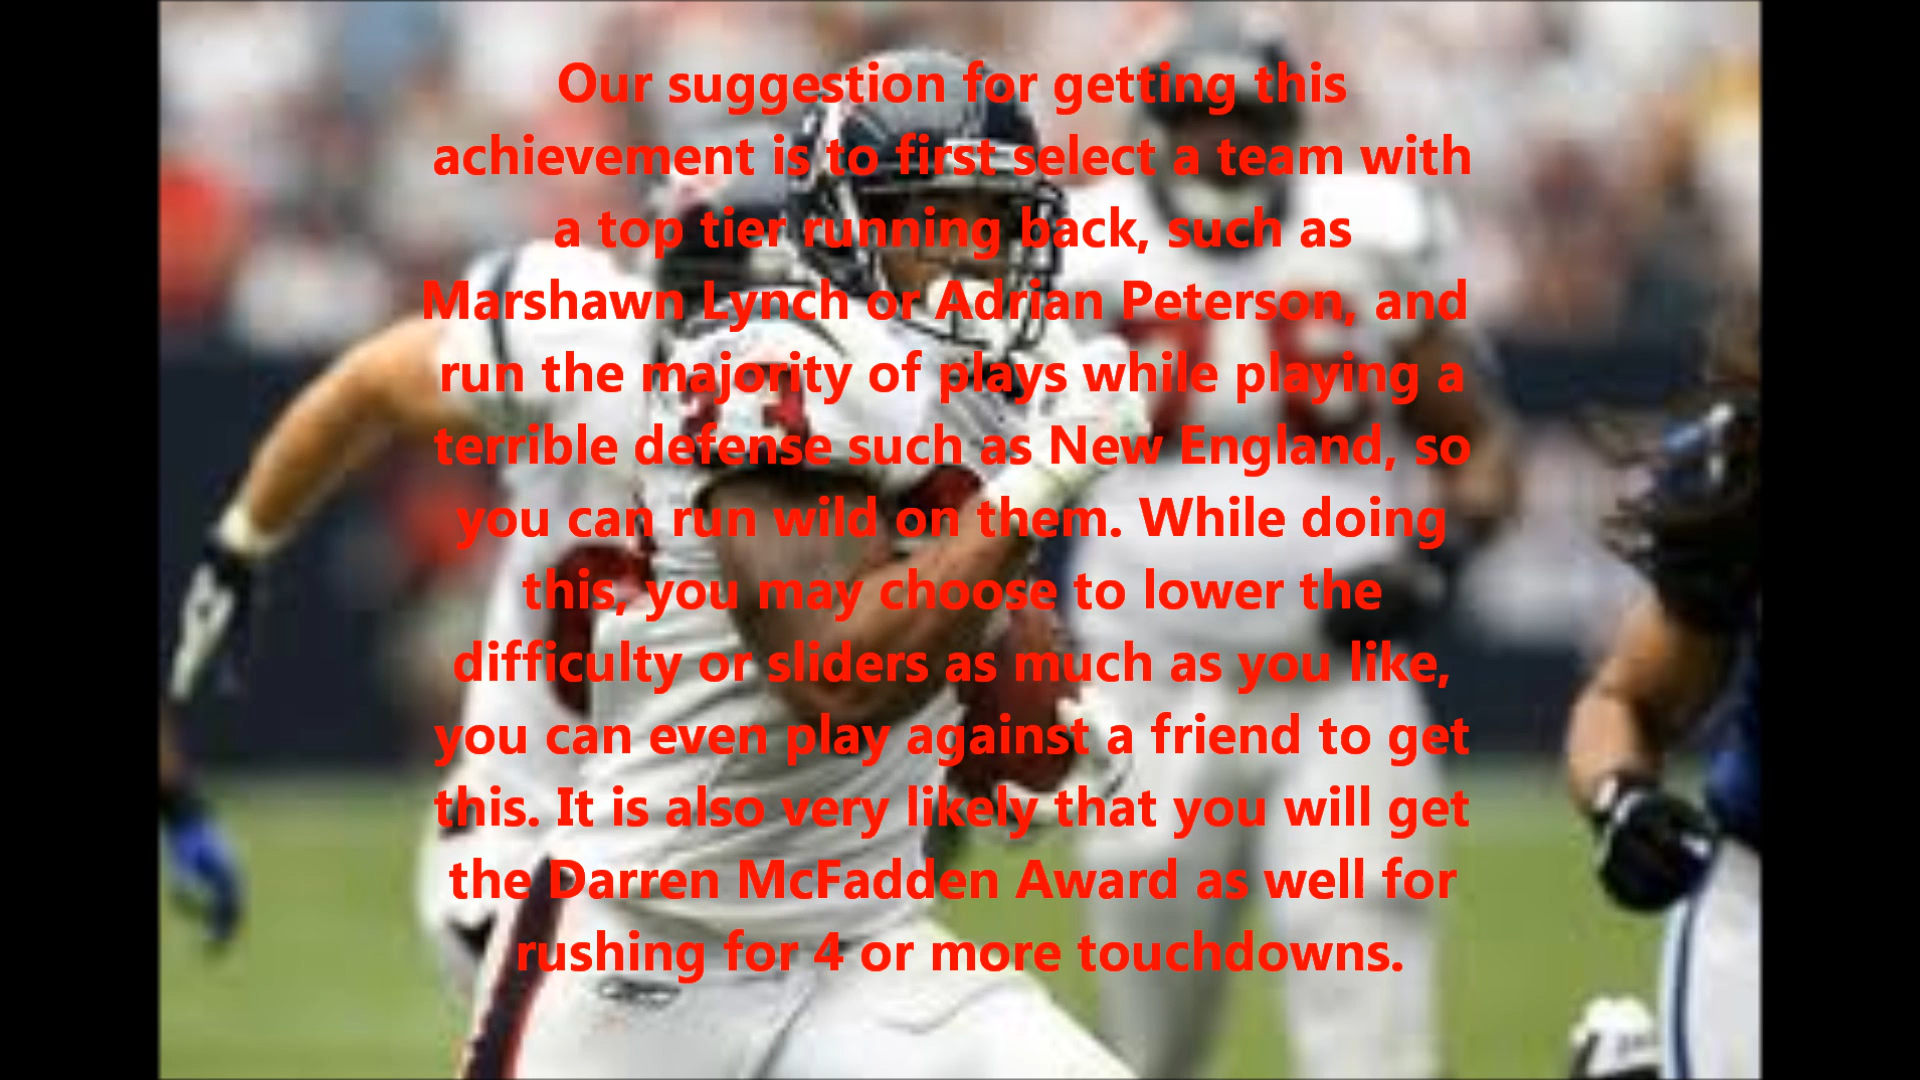 Our suggestion for getting this
achievement is to first select a team with
a top tier running back, such as
Marshawn Lynch or Adrian Peterson, and
run the majority of plays while playing a
terrible defense such as New England, so
you can run wild on them. While doing
this, you may choose to lower the
difficulty or sliders as much as you like,
you can even play against a friend to get
this. It is also very likely that you will get
the Darren McFadden Award as well for
rushing for 4 or more touchdowns.